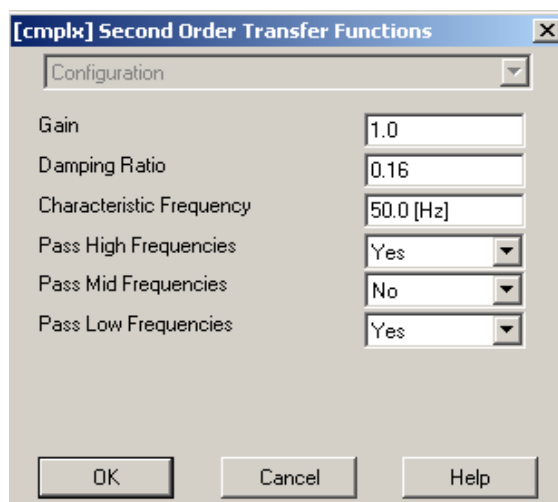 [cmplx] Second Order Transfer Functions
Configuration
Gain 1.0
Damping Ratio 0.16
Characteristic Frequency 50.0 [Hz]
Pass High Frequencies Yes
Pass Mid Frequencies No
Pass Low Frequencies Yes
OK Cancel Help